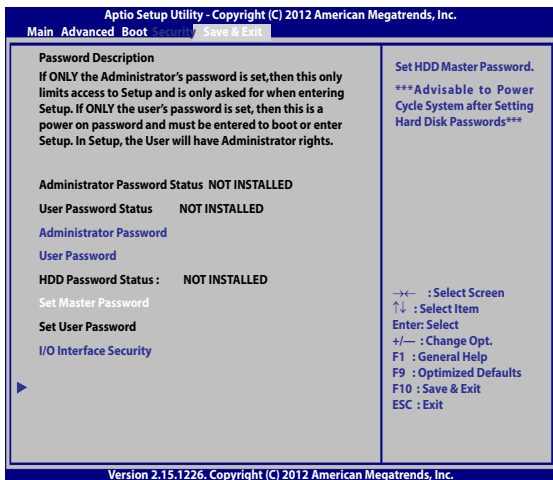 Aptio Setup Utility - Copyright (C) 2012 American Megatrends, Inc.
Main Advanced Boot Security Save & Exit
Password Description
If ONLY the Administrator's password is set,then this only
limits access to Setup and is only asked for when entering
Setup. If ONLY the user's password is set, then this is a
power on password and must be entered to boot or enter
Setup. In Setup, the User will have Administrator rights.
Administrator Password Status NOT INSTALLED
User Password Status NOT INSTALLED
Administrator Password
User Password
HDD Password Status : NOT INSTALLED
Set Master Password
Set User Password
I/O Interface Security
Set HDD Master Password.
***Advisable to Power
Cycle System after Setting
Hard Disk Passwords***
→← : Select Screen
↑↓ : Select Item
Enter: Select
+/— : Change Opt.
F1 : General Help
F9 : Optimized Defaults
F10 : Save & Exit
ESC : Exit
Version 2.15.1226. Copyright (C) 2012 American Megatrends, Inc.